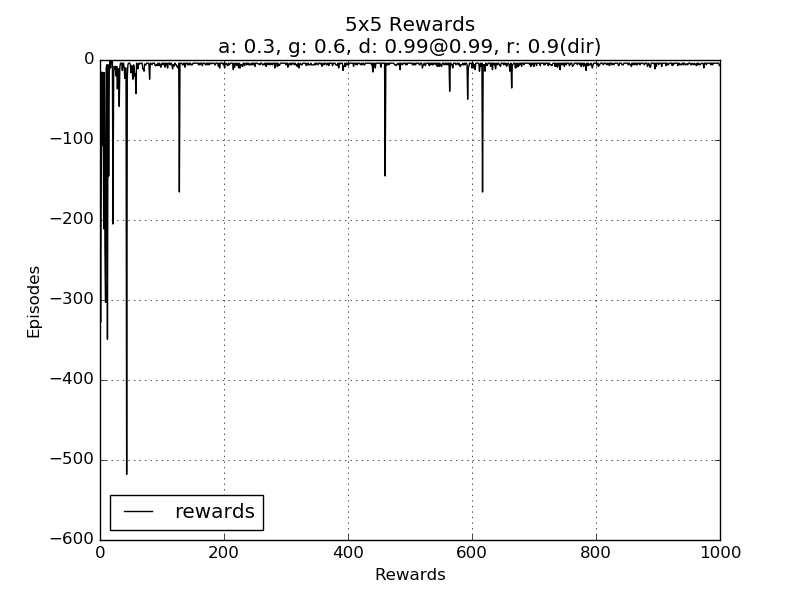 5x5 Rewards
a: 0.3, g: 0.6, d: 0.99@0.99, r: 0.9(dir)
0
−100
−200
−300
−400
−500
−600
Episodes
rewards
0 200 400 600 800 1000
Rewards